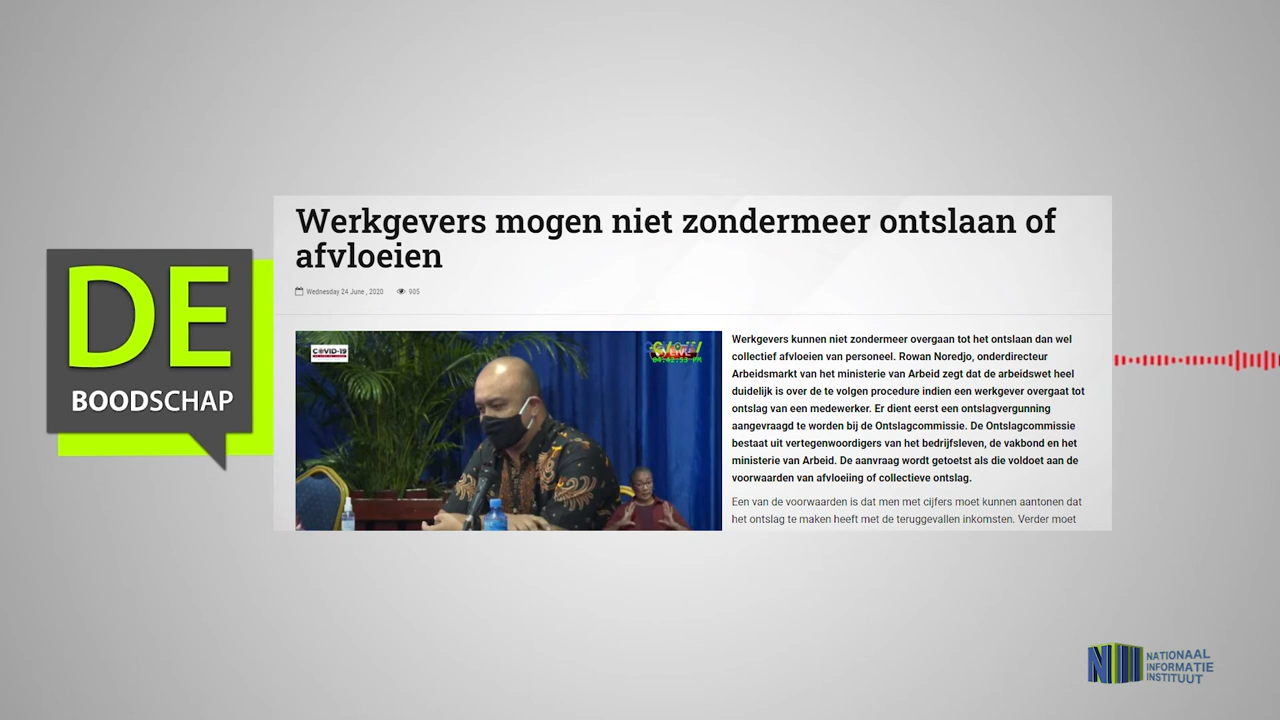 DE
BOODSCHAP
Werkgevers mogen niet zondermeer ontslaan of
afvloeien
Wednesday 24 June , 2020 905
COVID-19
LIVE
Werkgevers kunnen niet zondermeer overgaan tot het ontslaan dan wel
collectief afvloeien van personeel. Rowan Noredjo, onderdirecteur
Arbeidsmarkt van het ministerie van Arbeid zegt dat de arbeidswet heel
duidelijk is over de te volgen procedure indien een werkgever overgaat tot
ontslag van een medewerker. Er dient eerst een ontslagvergunning
aangevraagd te worden bij de Ontslagcommissie. De Ontslagcommissie
bestaat uit vertegenwoordigers van het bedrijfsleven, de vakbond en het
ministerie van Arbeid. De aanvraag wordt getoetst als die voldoet aan de
voorwaarden van afvloeiing of collectieve ontslag.
Een van de voorwaarden is dat men met cijfers moet kunnen aantonen dat
het ontslag te maken heeft met de teruggevallen inkomsten. Verder moet
NII
NATIONAAL
INFORMATIE
INSTITUUT